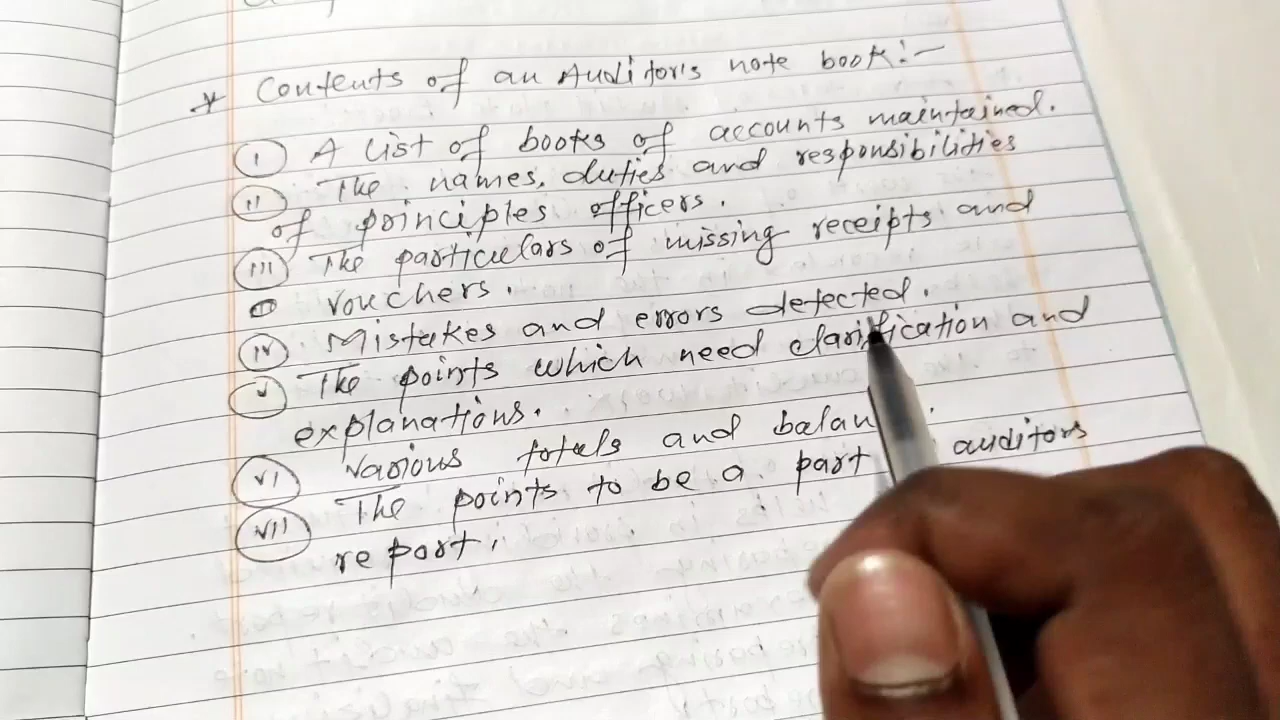 * Contents of an Auditor's note book:-
(i) A list of books of accounts maintained.
(ii) The names, duties and responsibilities
of principles officers.
(iii) The particulars of missing receipts and
vouchers.
(iv) Mistakes and errors detected.
(v) The points which need clarification and
explanations.
(vi) Various totals and balan
(vii) The points to be a part auditors
report.